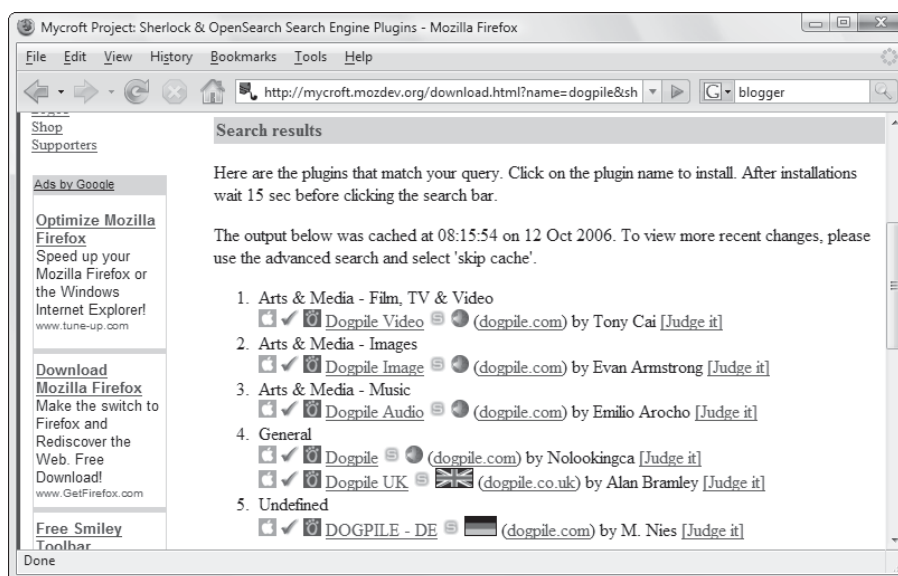 Mycroft Project: Sherlock & OpenSearch Search Engine Plugins - Mozilla Firefox
File Edit View History Bookmarks Tools Help
http://mycroft.mozdev.org/download.html?name=dogpile&sh
G blogger
Shop
Supporters
Ads by Google
Optimize Mozilla
Firefox
Speed up your
Mozilla Firefox or
the Windows
Internet Explorer!
www.tune-up.com
Download
Mozilla Firefox
Make the switch to
Firefox and
Rediscover the
Web. Free
Download!
www.GetFirefox.com
Free Smiley
Toolbar
Search results
Here are the plugins that match your query. Click on the plugin name to install. After installations
wait 15 sec before clicking the search bar.
The output below was cached at 08:15:54 on 12 Oct 2006. To view more recent changes, please
use the advanced search and select 'skip cache'.
1. Arts & Media - Film, TV & Video
Dogpile Video S (dogpile.com) by Tony Cai [Judge it]
2. Arts & Media - Images
Dogpile Image S (dogpile.com) by Evan Armstrong [Judge it]
3. Arts & Media - Music
Dogpile Audio S (dogpile.com) by Emilio Arocho [Judge it]
4. General
Dogpile S (dogpile.com) by Nolookingca [Judge it]
Dogpile UK S (dogpile.co.uk) by Alan Bramley [Judge it]
5. Undefined
DOGPILE - DE S (dogpile.com) by M. Nies [Judge it]
Done